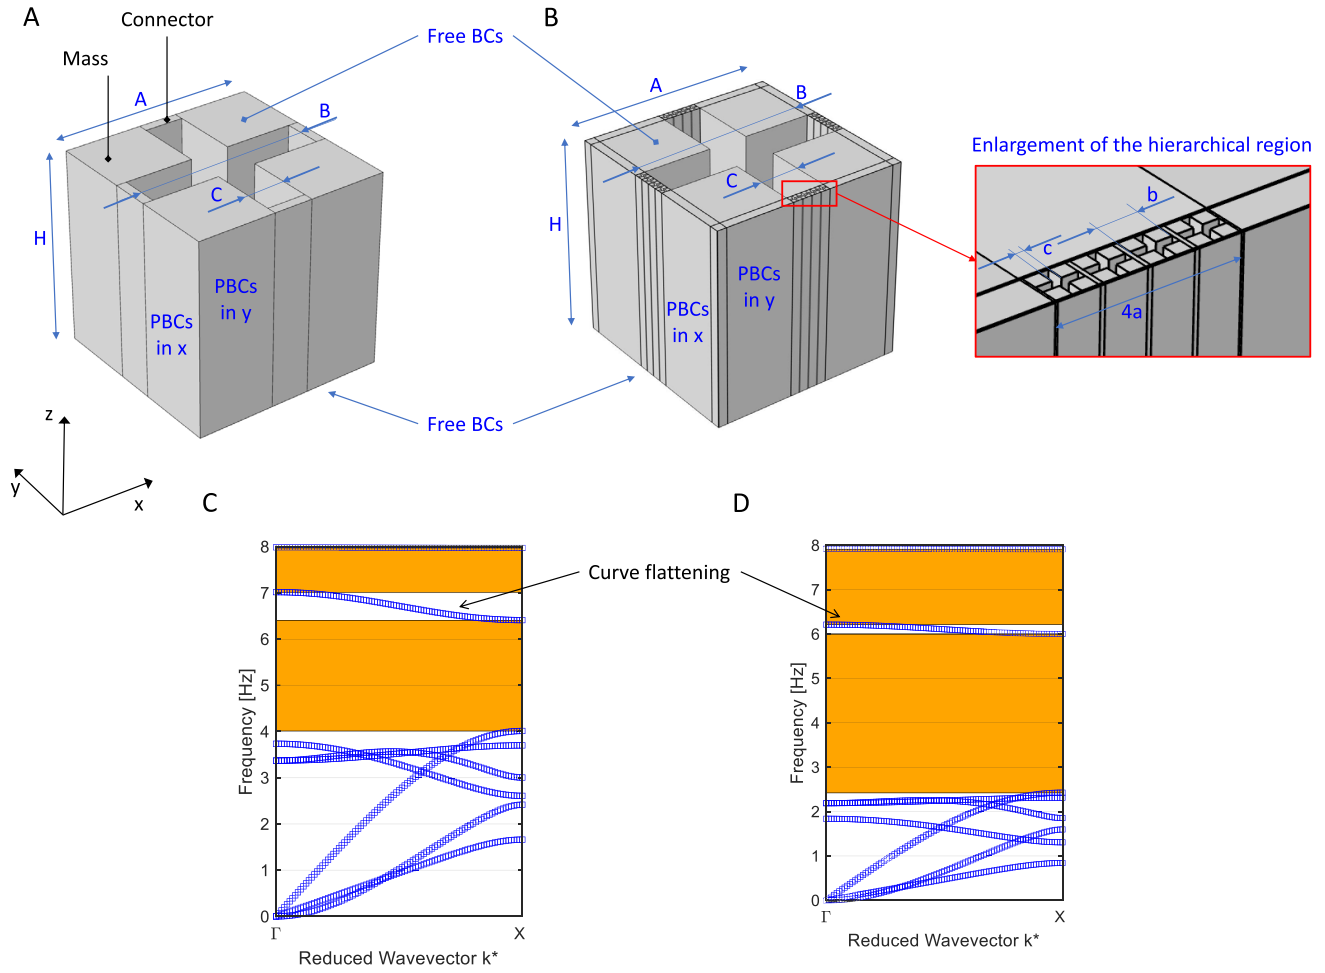 A
Connector
Mass
A
B
C
H
PBCs
in x
PBCs
in y
Free BCs
Free BCs
B
A
B
C
H
PBCs
in x
PBCs
in y
Enlargement of the hierarchical region
b
c
4a
z
y
x
C
8
7
6
5
4
3
2
1
0
Frequency [Hz]
Γ
X
Reduced Wavevector k*
Curve flattening
D
8
7
6
5
4
3
2
1
0
Frequency [Hz]
Γ
X
Reduced Wavevector k*